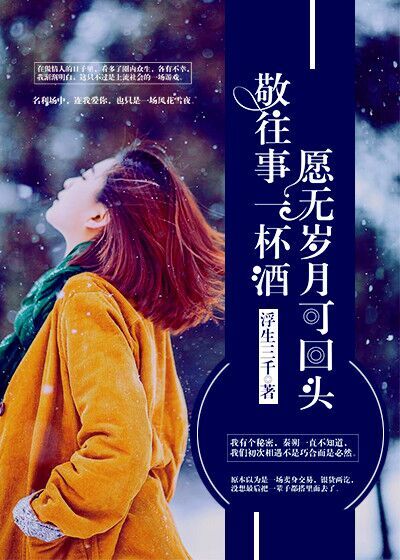 在做情人的日子里，看多了圈内众生，各有不幸，
我渐渐明白，这只不过是上流社会的一场游戏。
名利场中，连我爱你，也只是一场风花雪夜。
敬往事一杯酒
愿无岁月可回头
浮生三千 著
我有个秘密，秦朔一直不知道，
我们初次相遇不是巧合而是必然。
原本以为是一场卖身交易，银货两讫，
没想最后把一辈子都搭里面去了。